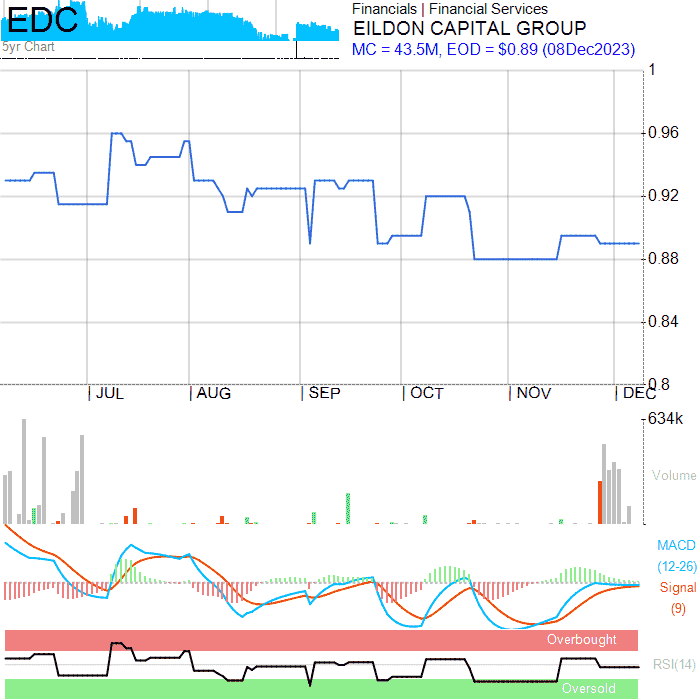 EDC
Financials | Financial Services
EILDON CAPITAL GROUP
5yr Chart
MC = 43.5M, EOD = $0.89 (08Dec2023)
1
0.96
0.92
0.88
0.84
0.8
JUL AUG SEP OCT NOV DEC
634k
Volume
MACD
(12-26)
Signal
(9)
Overbought
RSI(14)
Oversold